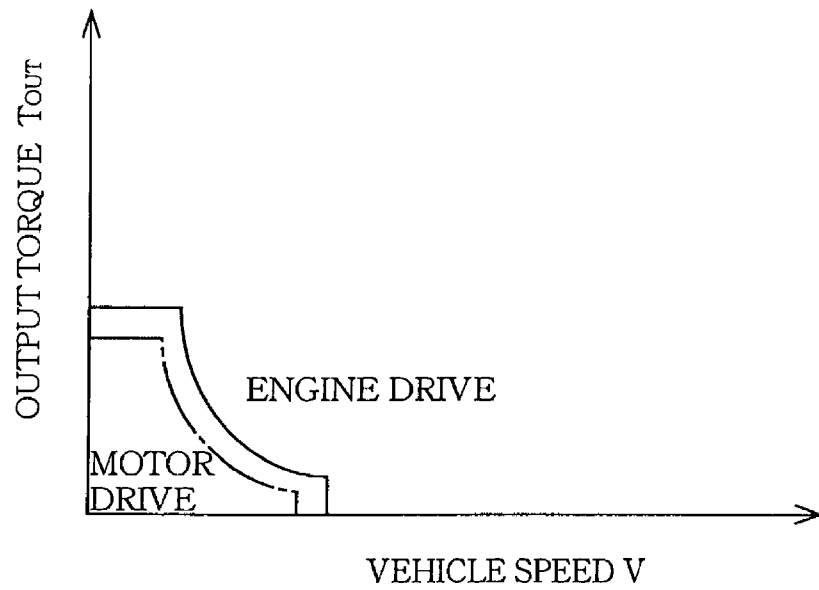 OUTPUT TORQUE TOUT
ENGINE DRIVE
MOTOR
DRIVE
VEHICLE SPEED V